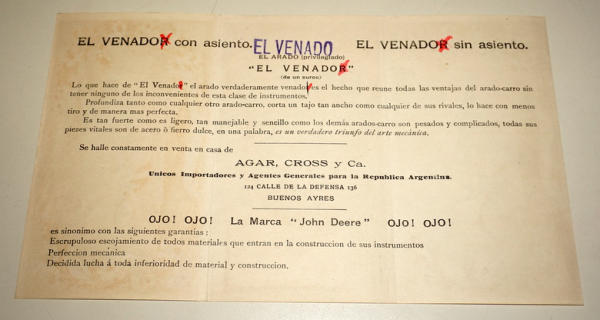 EL VENADOR con asiento. EL VENADO EL VENADOR sin asiento.
EL ARADO (privilegiado)
"EL VENADOR."
(de un surco)
Lo que hace de "El Venador" el arado verdaderamente venador es el hecho que reune todas las ventajas del arado-carro sin
tener ninguno de los inconvenientes de esta clase de instrumentos,
Profundiza tanto como cualquier otro arado-carro, corta un tajo tan ancho como cualquier de sus rivales, lo hace con menos
tiro y de manera mas perfecta.
Es tan fuerte como es ligero, tan manejable y sencillo como los demás arados-carro son pesados y complicados, todas sus
piezes vitales son de acero ò fierro dulce, en una palabra, es un verdadero triunfo del arte mecánica.
Se halle constantemente en venta en casa de
AGAR, CROSS y Ca.
Unicos Importadores y Agentes Generales para la Republica Argentina.
124 CALLE DE LA DEFENSA 136
BUENOS AYRES
OJO! OJO! La Marca "John Deere" OJO! OJO!
es sinonimo con las siguientes garantias :
Escrupuloso escojamiento de todos materiales que entran en la construccion de sus instrumentos
Perfeccion mecànica
Decidida lucha á toda inferioridad de material y construccion.